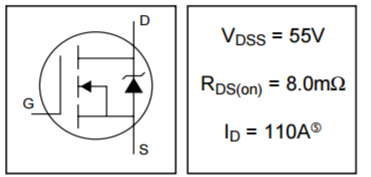 D
G
S
VDSS = 55V
RDS(on) = 8.0mΩ
ID = 110A⑤